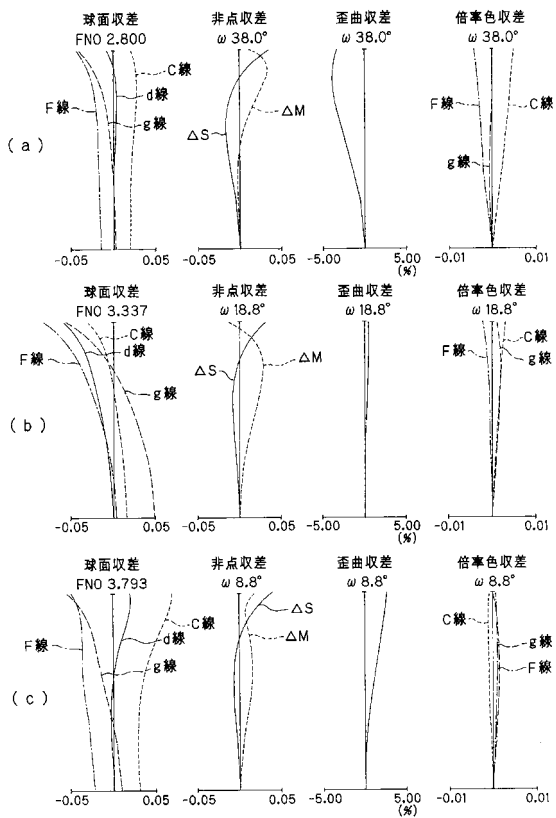 球面収差 非点収差 歪曲収差 倍率色収差
FNO 2.800 ω 38.0° ω 38.0° ω 38.0°
C線
d線
F線
g線
△M
△S
F線
C線
g線
(a)
-0.05 0.05 -0.05 0.05 -5.00 5.00 -0.01 0.01
(%)
球面収差 非点収差 歪曲収差 倍率色収差
FNO 3.337 ω 18.8° ω 18.8° ω 18.8°
C線
d線
F線
g線
△S
△M
C線
F線
g線
(b)
-0.05 0.05 -0.05 0.05 -5.00 5.00 -0.01 0.01
(%)
球面収差 非点収差 歪曲収差 倍率色収差
FNO 3.793 ω 8.8° ω 8.8° ω 8.8°
C線
d線
F線
g線
△S
△M
C線
g線
F線
(c)
-0.05 0.05 -0.05 0.05 -5.00 5.00 -0.01 0.01
(%)